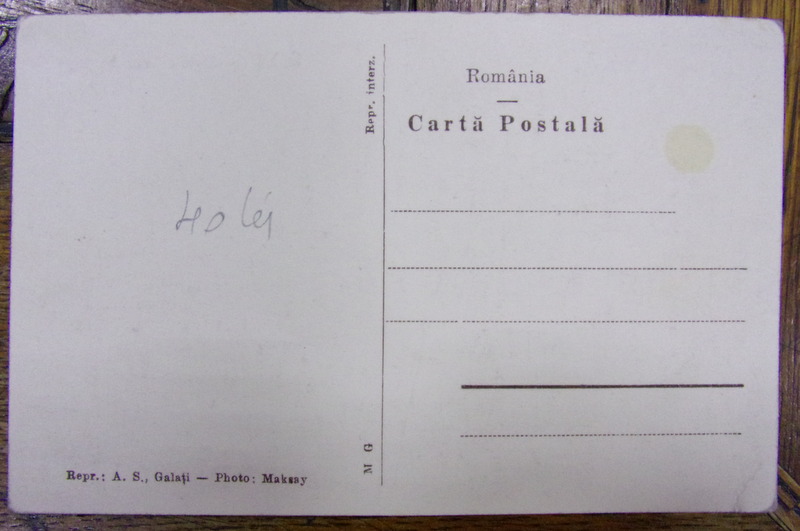 România
Cartă Postală
Repr. interz.
40 lei
M G
Repr.: A. S., Galați — Photo: Maksay